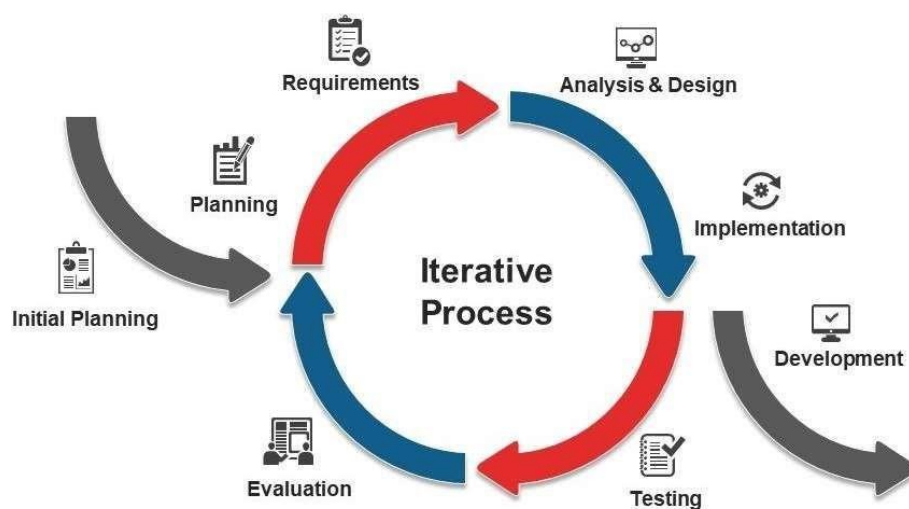 Requirements
Analysis & Design
Planning
Implementation
Iterative
Process
Initial Planning
Development
Evaluation
Testing